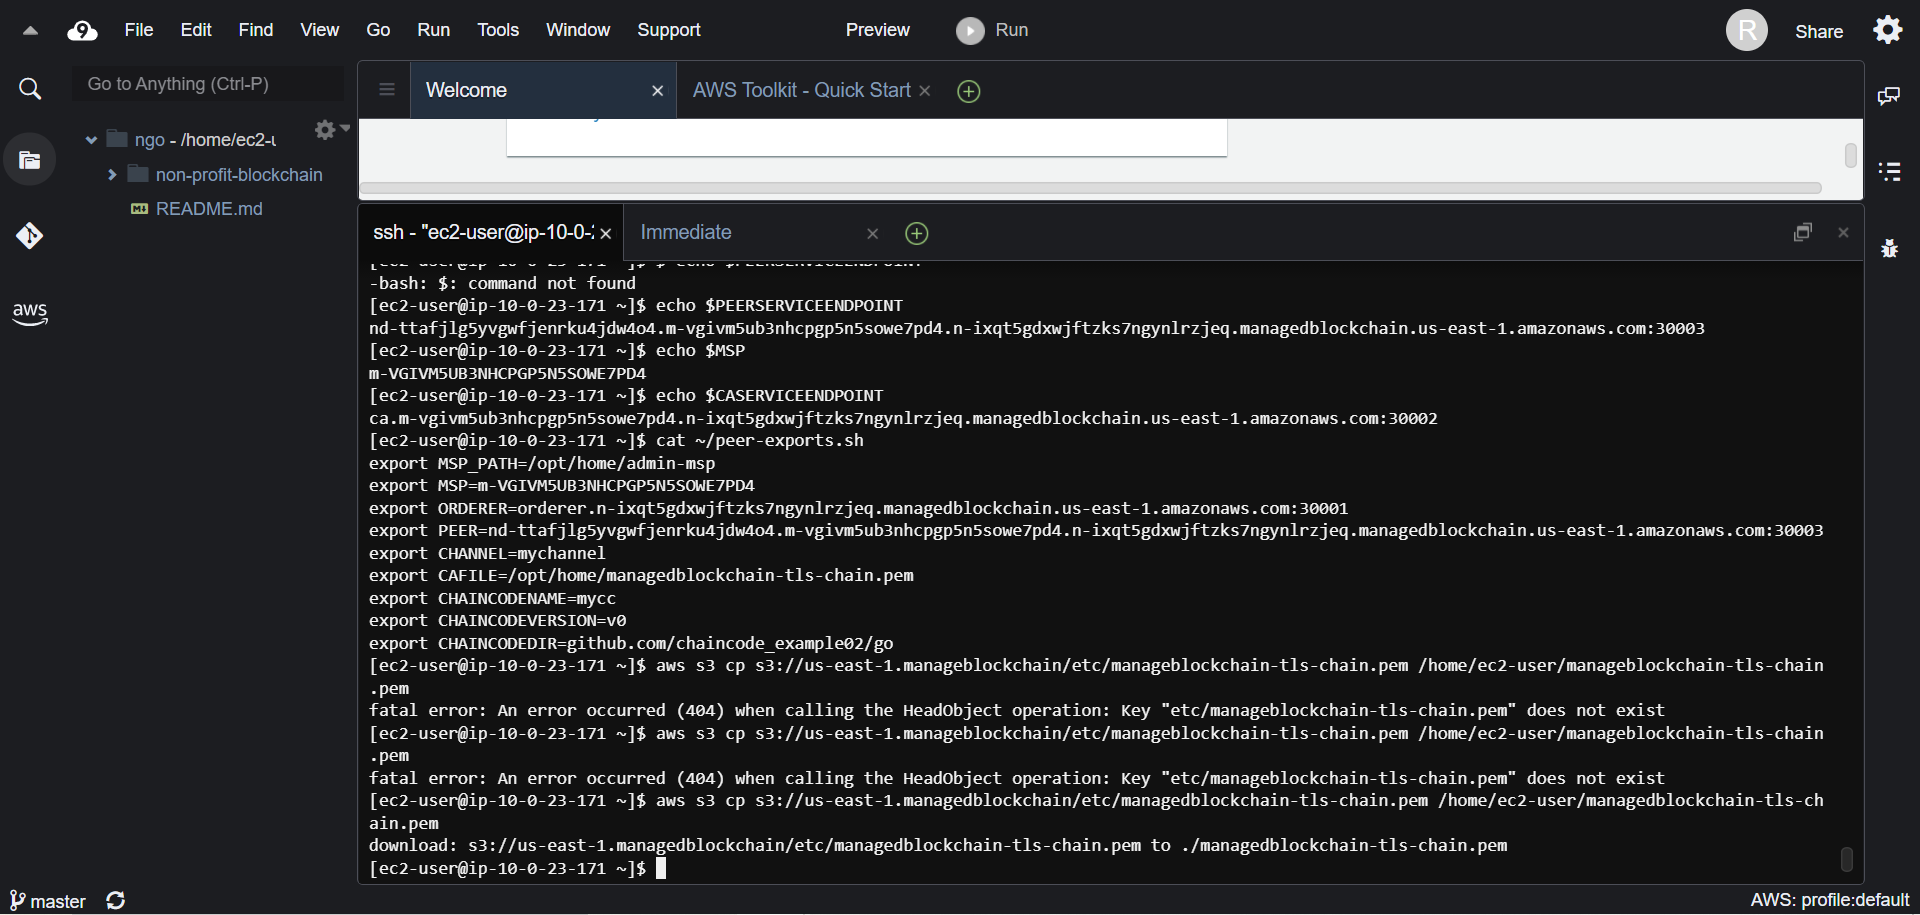 File Edit Find View Go Run Tools Window Support Preview Run R Share
Go to Anything (Ctrl-P)
Welcome
AWS Toolkit - Quick Start
ngo - /home/ec2-u
non-profit-blockchain
README.md
aws
ssh - "ec2-user@ip-10-0-2
Immediate
-bash: $: command not found
[ec2-user@ip-10-0-23-171 ~]$ echo $PEERSERVICEENDPOINT
nd-ttafjlg5yvgwfjenrku4jdw4o4.m-vgivm5ub3nhcpgp5n5sowe7pd4.n-ixqt5gdxwjftzks7ngynlrzjeq.managedblockchain.us-east-1.amazonaws.com:30003
[ec2-user@ip-10-0-23-171 ~]$ echo $MSP
m-VGIVM5UB3NHCPGP5N5SOWE7PD4
[ec2-user@ip-10-0-23-171 ~]$ echo $CASERVICEENDPOINT
ca.m-vgivm5ub3nhcpgp5n5sowe7pd4.n-ixqt5gdxwjftzks7ngynlrzjeq.managedblockchain.us-east-1.amazonaws.com:30002
[ec2-user@ip-10-0-23-171 ~]$ cat ~/peer-exports.sh
export MSP_PATH=/opt/home/admin-msp
export MSP=m-VGIVM5UB3NHCPGP5N5SOWE7PD4
export ORDERER=orderer.n-ixqt5gdxwjftzks7ngynlrzjeq.managedblockchain.us-east-1.amazonaws.com:30001
export PEER=nd-ttafjlg5yvgwfjenrku4jdw4o4.m-vgivm5ub3nhcpgp5n5sowe7pd4.n-ixqt5gdxwjftzks7ngynlrzjeq.managedblockchain.us-east-1.amazonaws.com:30003
export CHANNEL=mychannel
export CAFILE=/opt/home/managedblockchain-tls-chain.pem
export CHAINCODENAME=mycc
export CHAINCODEVERSION=v0
export CHAINCODEDIR=github.com/chaincode_example02/go
[ec2-user@ip-10-0-23-171 ~]$ aws s3 cp s3://us-east-1.manageblockchain/etc/manageblockchain-tls-chain.pem /home/ec2-user/manageblockchain-tls-chain
.pem
fatal error: An error occurred (404) when calling the HeadObject operation: Key "etc/manageblockchain-tls-chain.pem" does not exist
[ec2-user@ip-10-0-23-171 ~]$ aws s3 cp s3://us-east-1.manageblockchain/etc/manageblockchain-tls-chain.pem /home/ec2-user/manageblockchain-tls-chain
.pem
fatal error: An error occurred (404) when calling the HeadObject operation: Key "etc/manageblockchain-tls-chain.pem" does not exist
[ec2-user@ip-10-0-23-171 ~]$ aws s3 cp s3://us-east-1.managedblockchain/etc/managedblockchain-tls-chain.pem /home/ec2-user/managedblockchain-tls-ch
ain.pem
download: s3://us-east-1.managedblockchain/etc/managedblockchain-tls-chain.pem to ./managedblockchain-tls-chain.pem
[ec2-user@ip-10-0-23-171 ~]$
master
AWS: profile:default